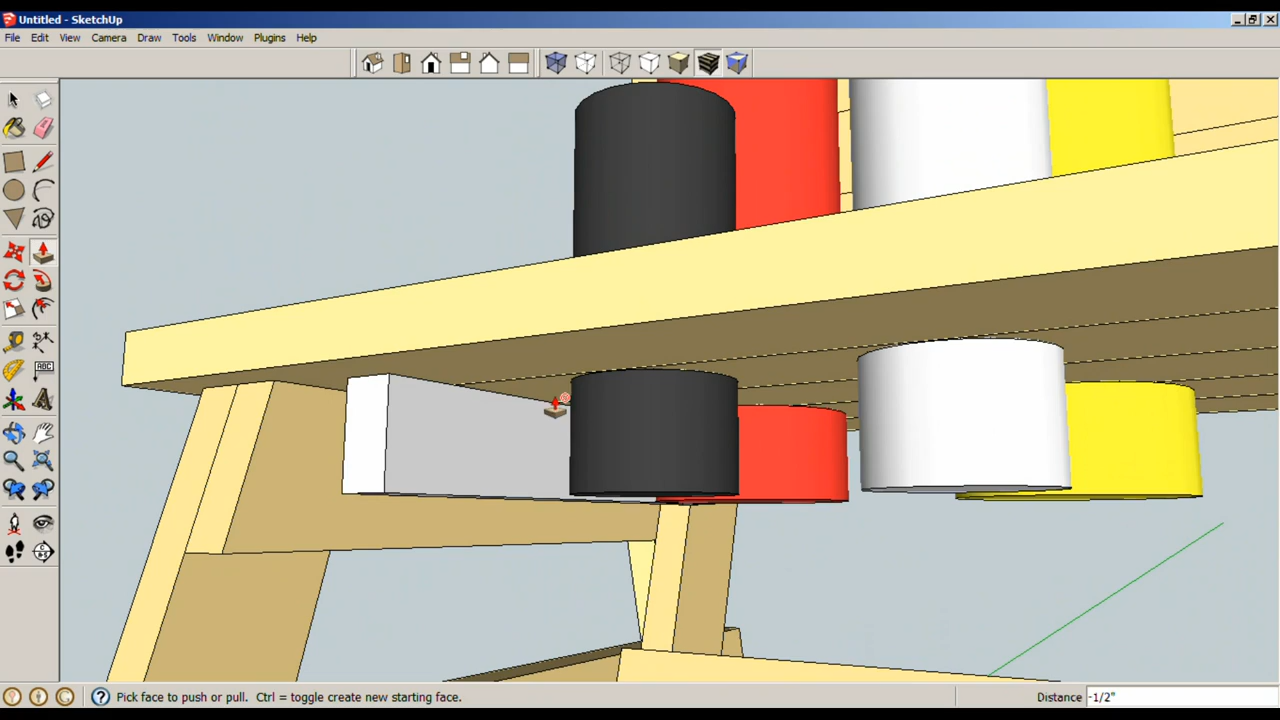 Untitled - SketchUp
File Edit View Camera Draw Tools Window Plugins Help
ABC
Pick face to push or pull. Ctrl = toggle create new starting face.
Distance -1/2"